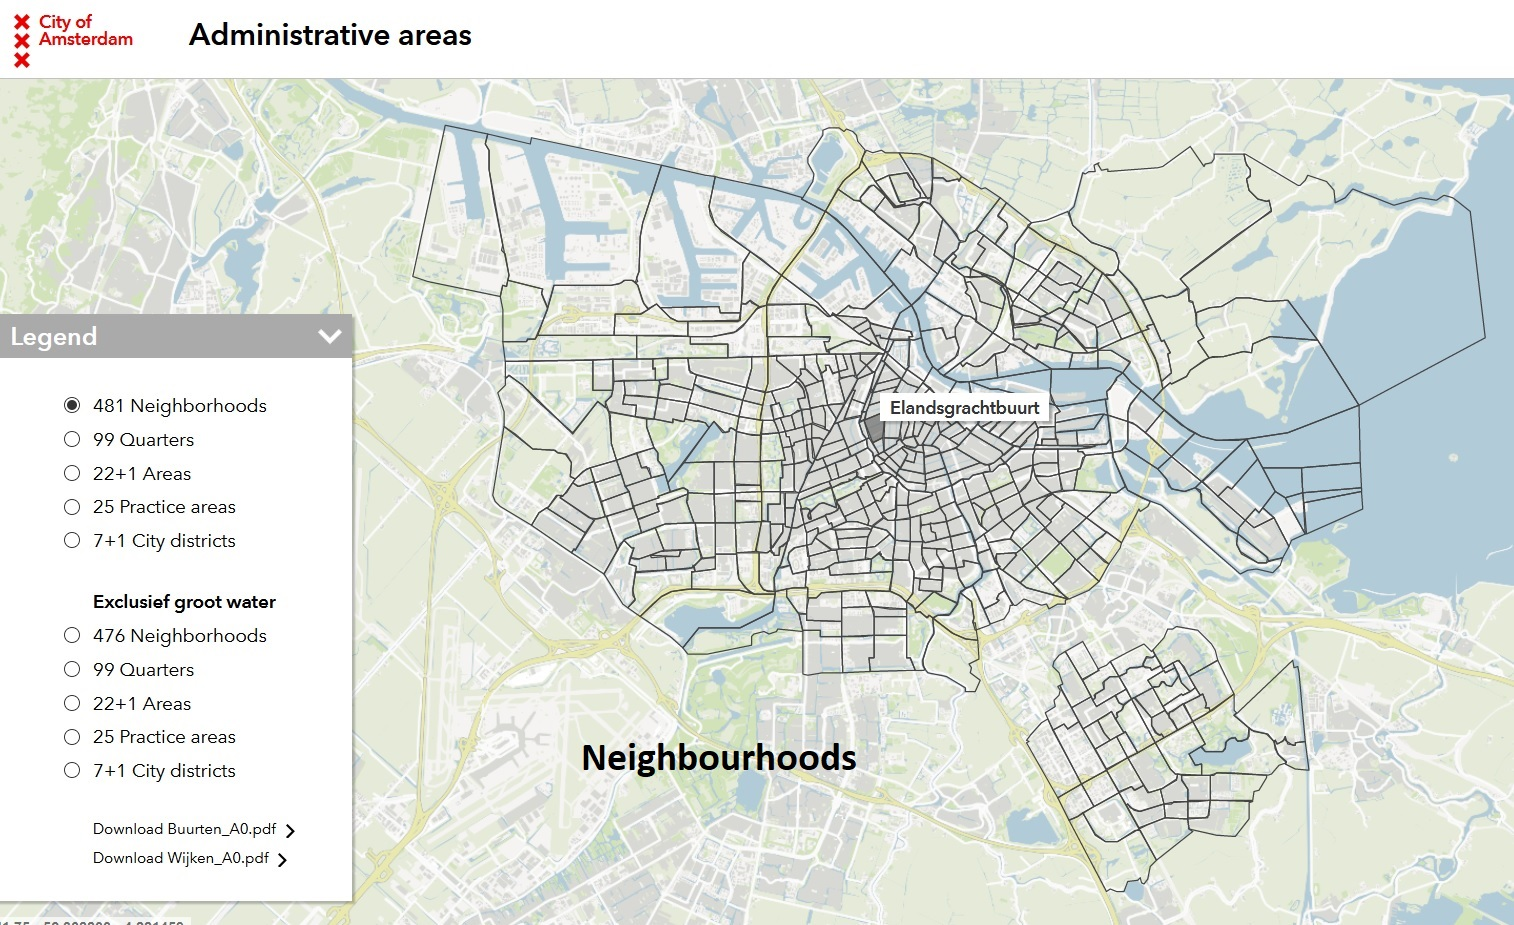 City of
Amsterdam
Administrative areas
Legend
481 Neighborhoods
99 Quarters
22+1 Areas
25 Practice areas
7+1 City districts
Exclusief groot water
476 Neighborhoods
99 Quarters
22+1 Areas
25 Practice areas
7+1 City districts
Download Buurten_A0.pdf
Download Wijken_A0.pdf
Elandsgrachtbuurt
Neighbourhoods